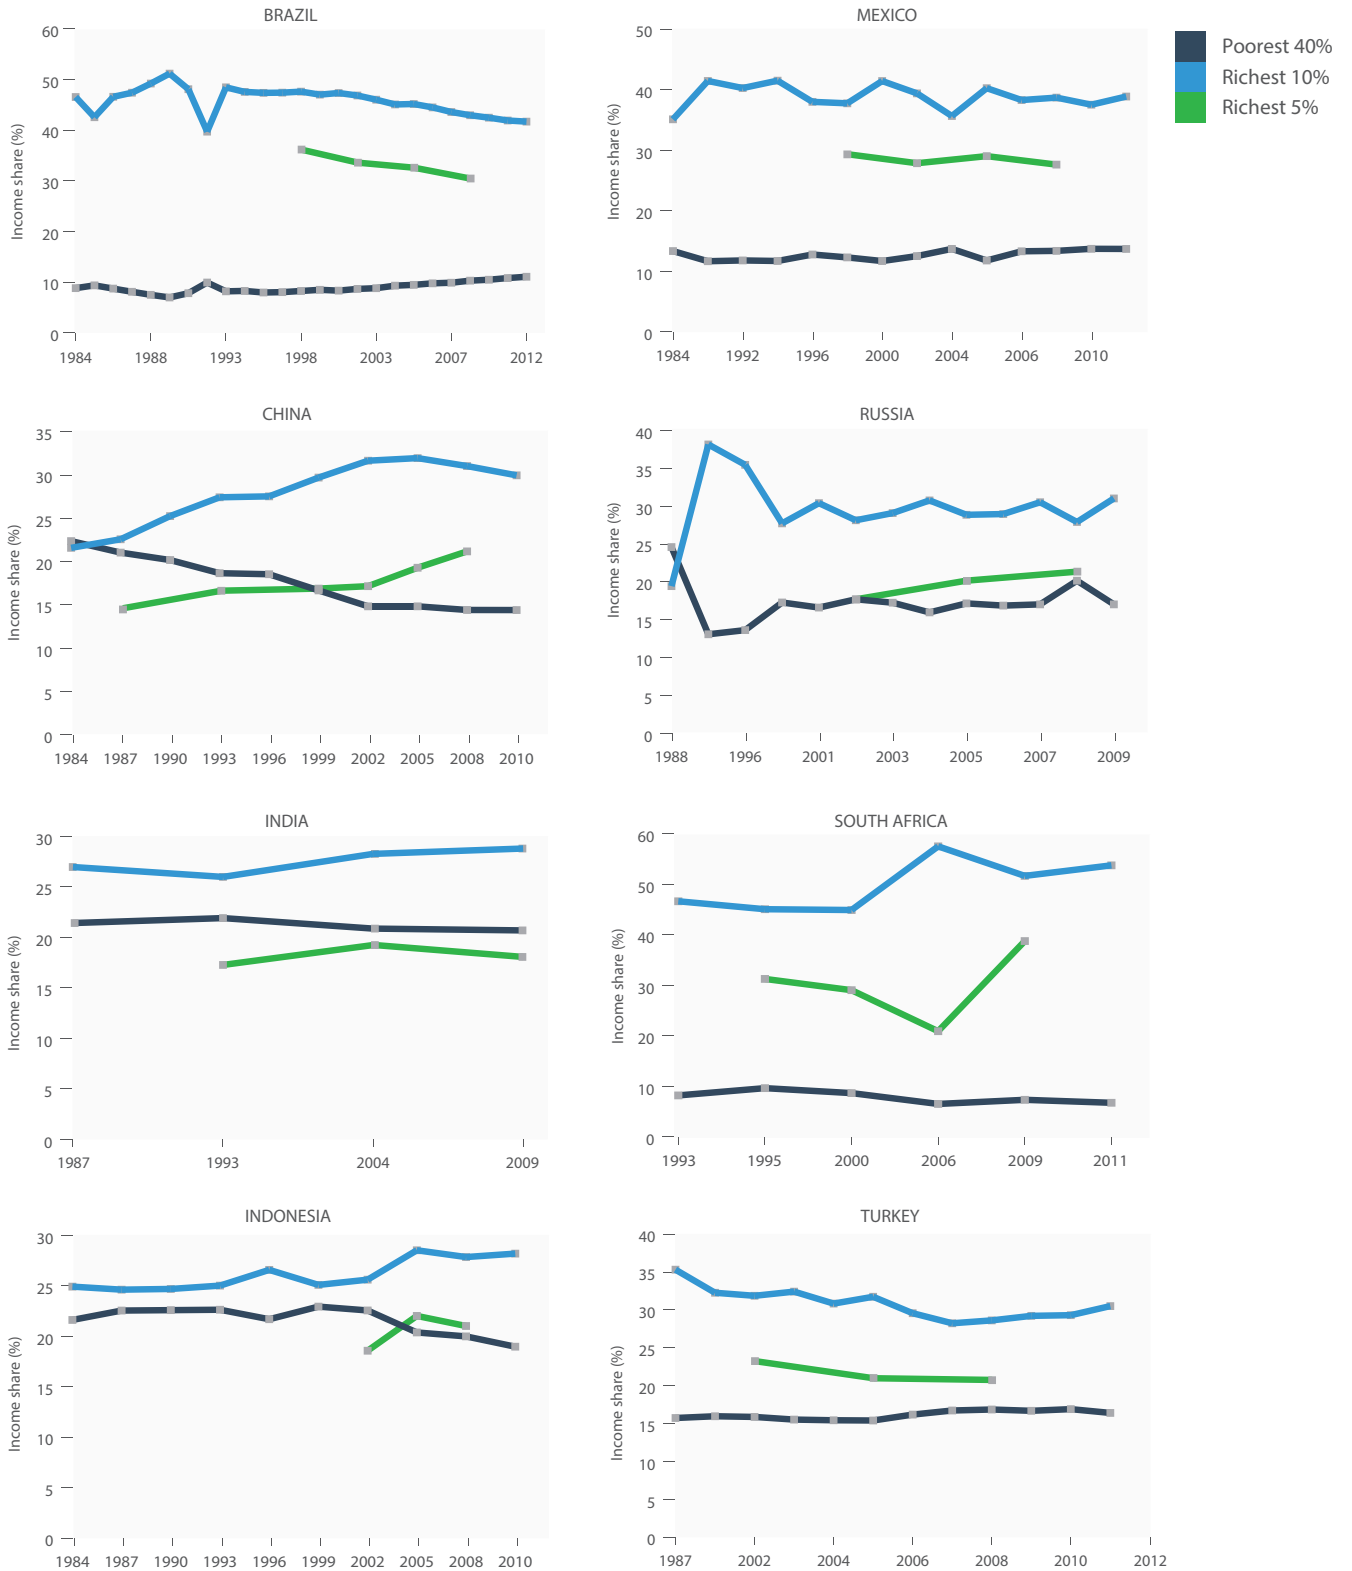 BRAZIL
60
50
40
30
20
10
0
Income share (%)
1984 1988 1993 1998 2003 2007 2012
MEXICO
50
40
30
20
10
0
Income share (%)
1984 1992 1996 2000 2004 2006 2010
Poorest 40%
Richest 10%
Richest 5%
CHINA
35
30
25
20
15
10
5
0
Income share (%)
1984 1987 1990 1993 1996 1999 2002 2005 2008 2010
RUSSIA
40
35
30
25
20
15
10
5
0
Income share (%)
1988 1996 2001 2003 2005 2007 2009
INDIA
30
25
20
15
10
5
0
Income share (%)
1987 1993 2004 2009
SOUTH AFRICA
60
50
40
30
20
10
0
Income share (%)
1993 1995 2000 2006 2009 2011
INDONESIA
30
25
20
15
10
5
0
Income share (%)
1984 1987 1990 1993 1996 1999 2002 2005 2008 2010
TURKEY
40
35
30
25
20
15
10
5
0
Income share (%)
1987 2002 2004 2006 2008 2010 2012